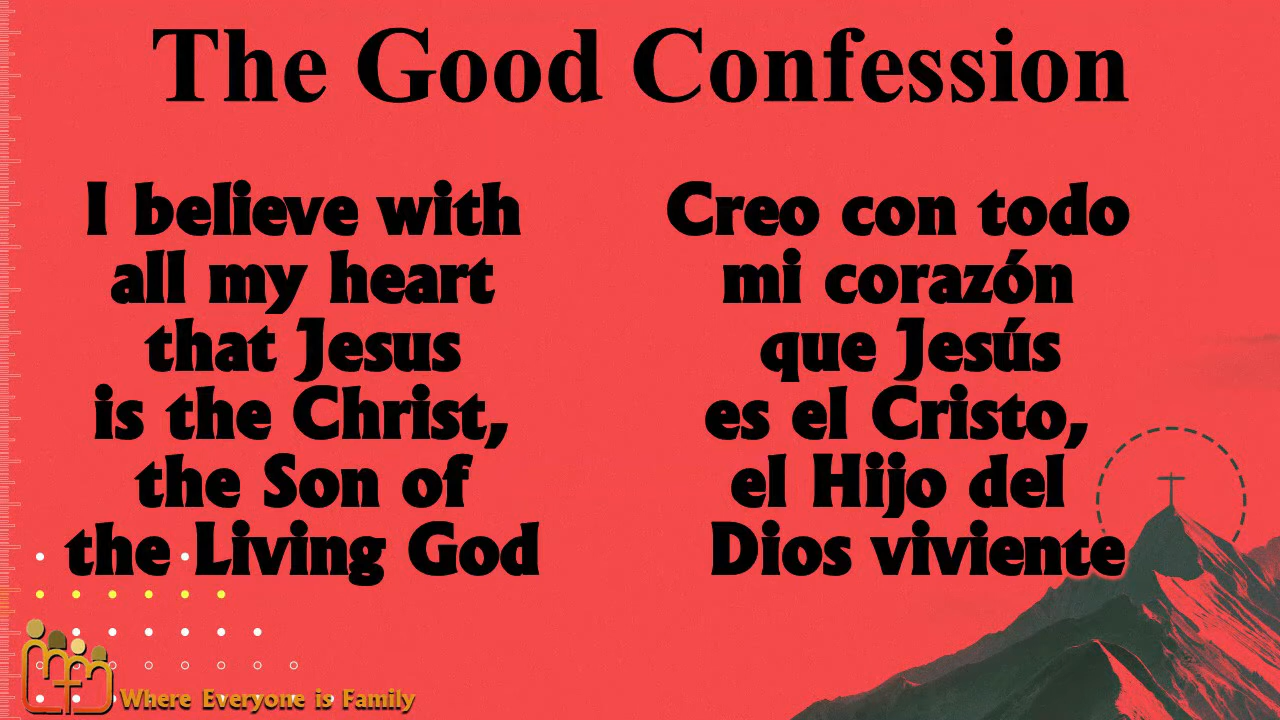 The Good Confession
I believe with
all my heart
that Jesus
is the Christ,
the Son of
the Living God
Creo con todo
mi corazón
que Jesús
es el Cristo,
el Hijo del
Dios viviente
Where Everyone is Family